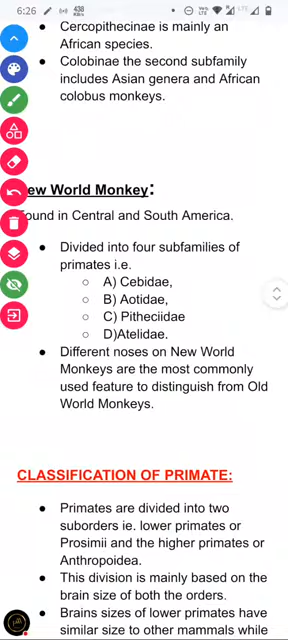 6:26
438
KB/s
Vo
LTE
LTE
Cercopithecinae is mainly an
African species.
Colobinae the second subfamily
includes Asian genera and African
colobus monkeys.
ew World Monkey:
ound in Central and South America.
Divided into four subfamilies of
primates i.e.
A) Cebidae,
B) Aotidae,
C) Pitheciidae
D)Atelidae.
Different noses on New World
Monkeys are the most commonly
used feature to distinguish from Old
World Monkeys.
CLASSIFICATION OF PRIMATE:
Primates are divided into two
suborders ie. lower primates or
Prosimii and the higher primates or
Anthropoidea.
This division is mainly based on the
brain size of both the orders.
Brains sizes of lower primates have
similar size to other mammals while